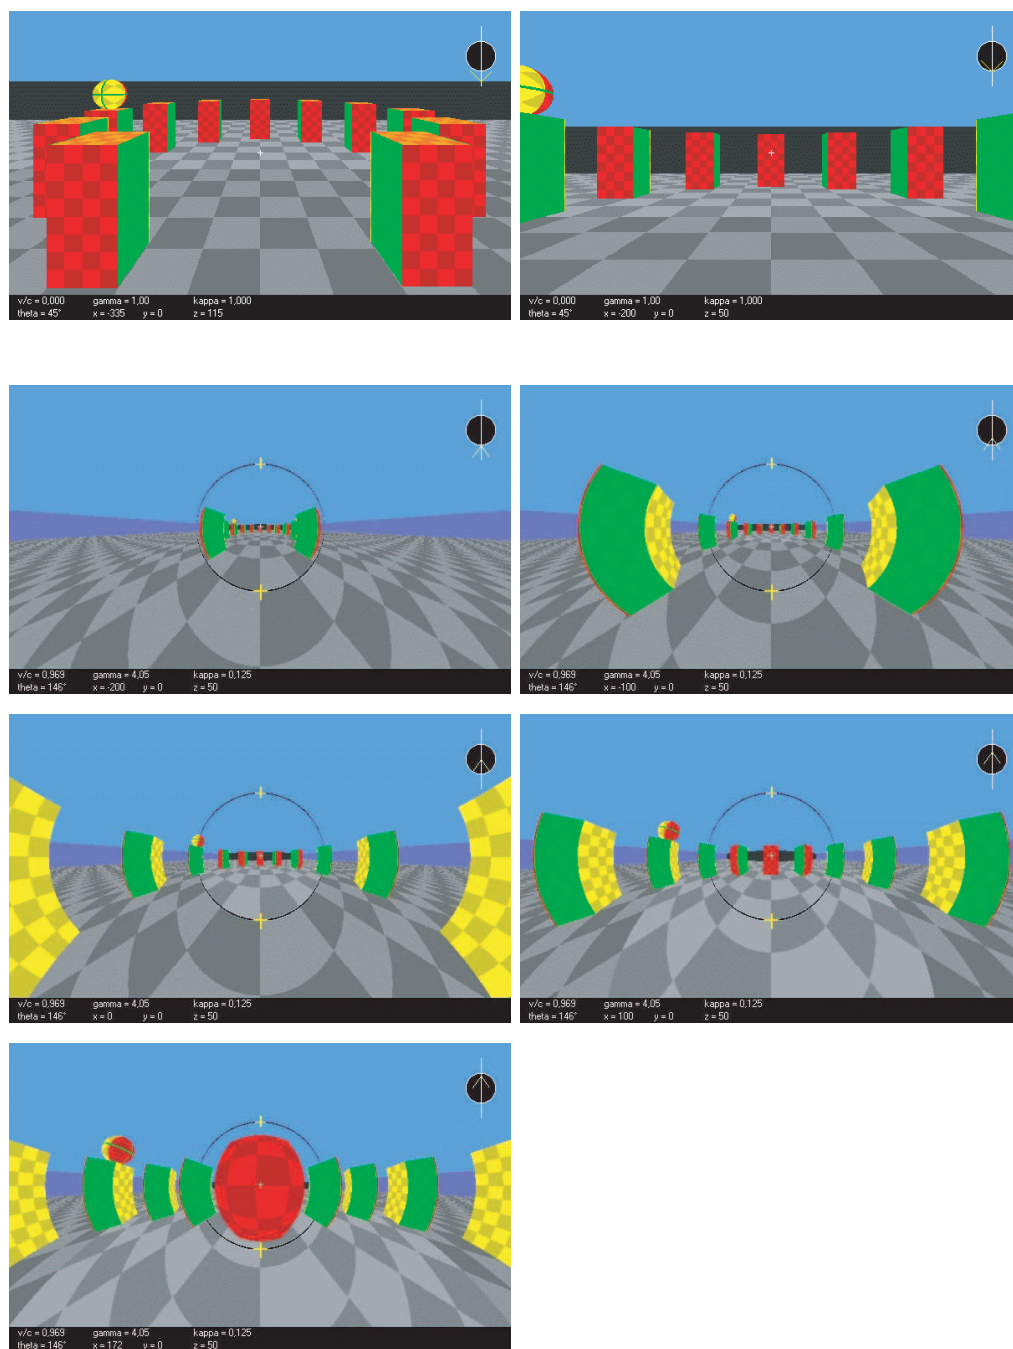 v/c = 0,000 gamma = 1,00 kappa = 1,000
theta = 45° x = -335 y = 0 z = 115
v/c = 0,000 gamma = 1,00 kappa = 1,000
theta = 45° x = -200 y = 0 z = 50
v/c = 0,969 gamma = 4,05 kappa = 0,125
theta = 146° x = -200 y = 0 z = 50
v/c = 0,969 gamma = 4,05 kappa = 0,125
theta = 146° x = -100 y = 0 z = 50
v/c = 0,969 gamma = 4,05 kappa = 0,125
theta = 146° x = 0 y = 0 z = 50
v/c = 0,969 gamma = 4,05 kappa = 0,125
theta = 146° x = 100 y = 0 z = 50
v/c = 0,969 gamma = 4,05 kappa = 0,125
theta = 146° x = 172 y = 0 z = 50